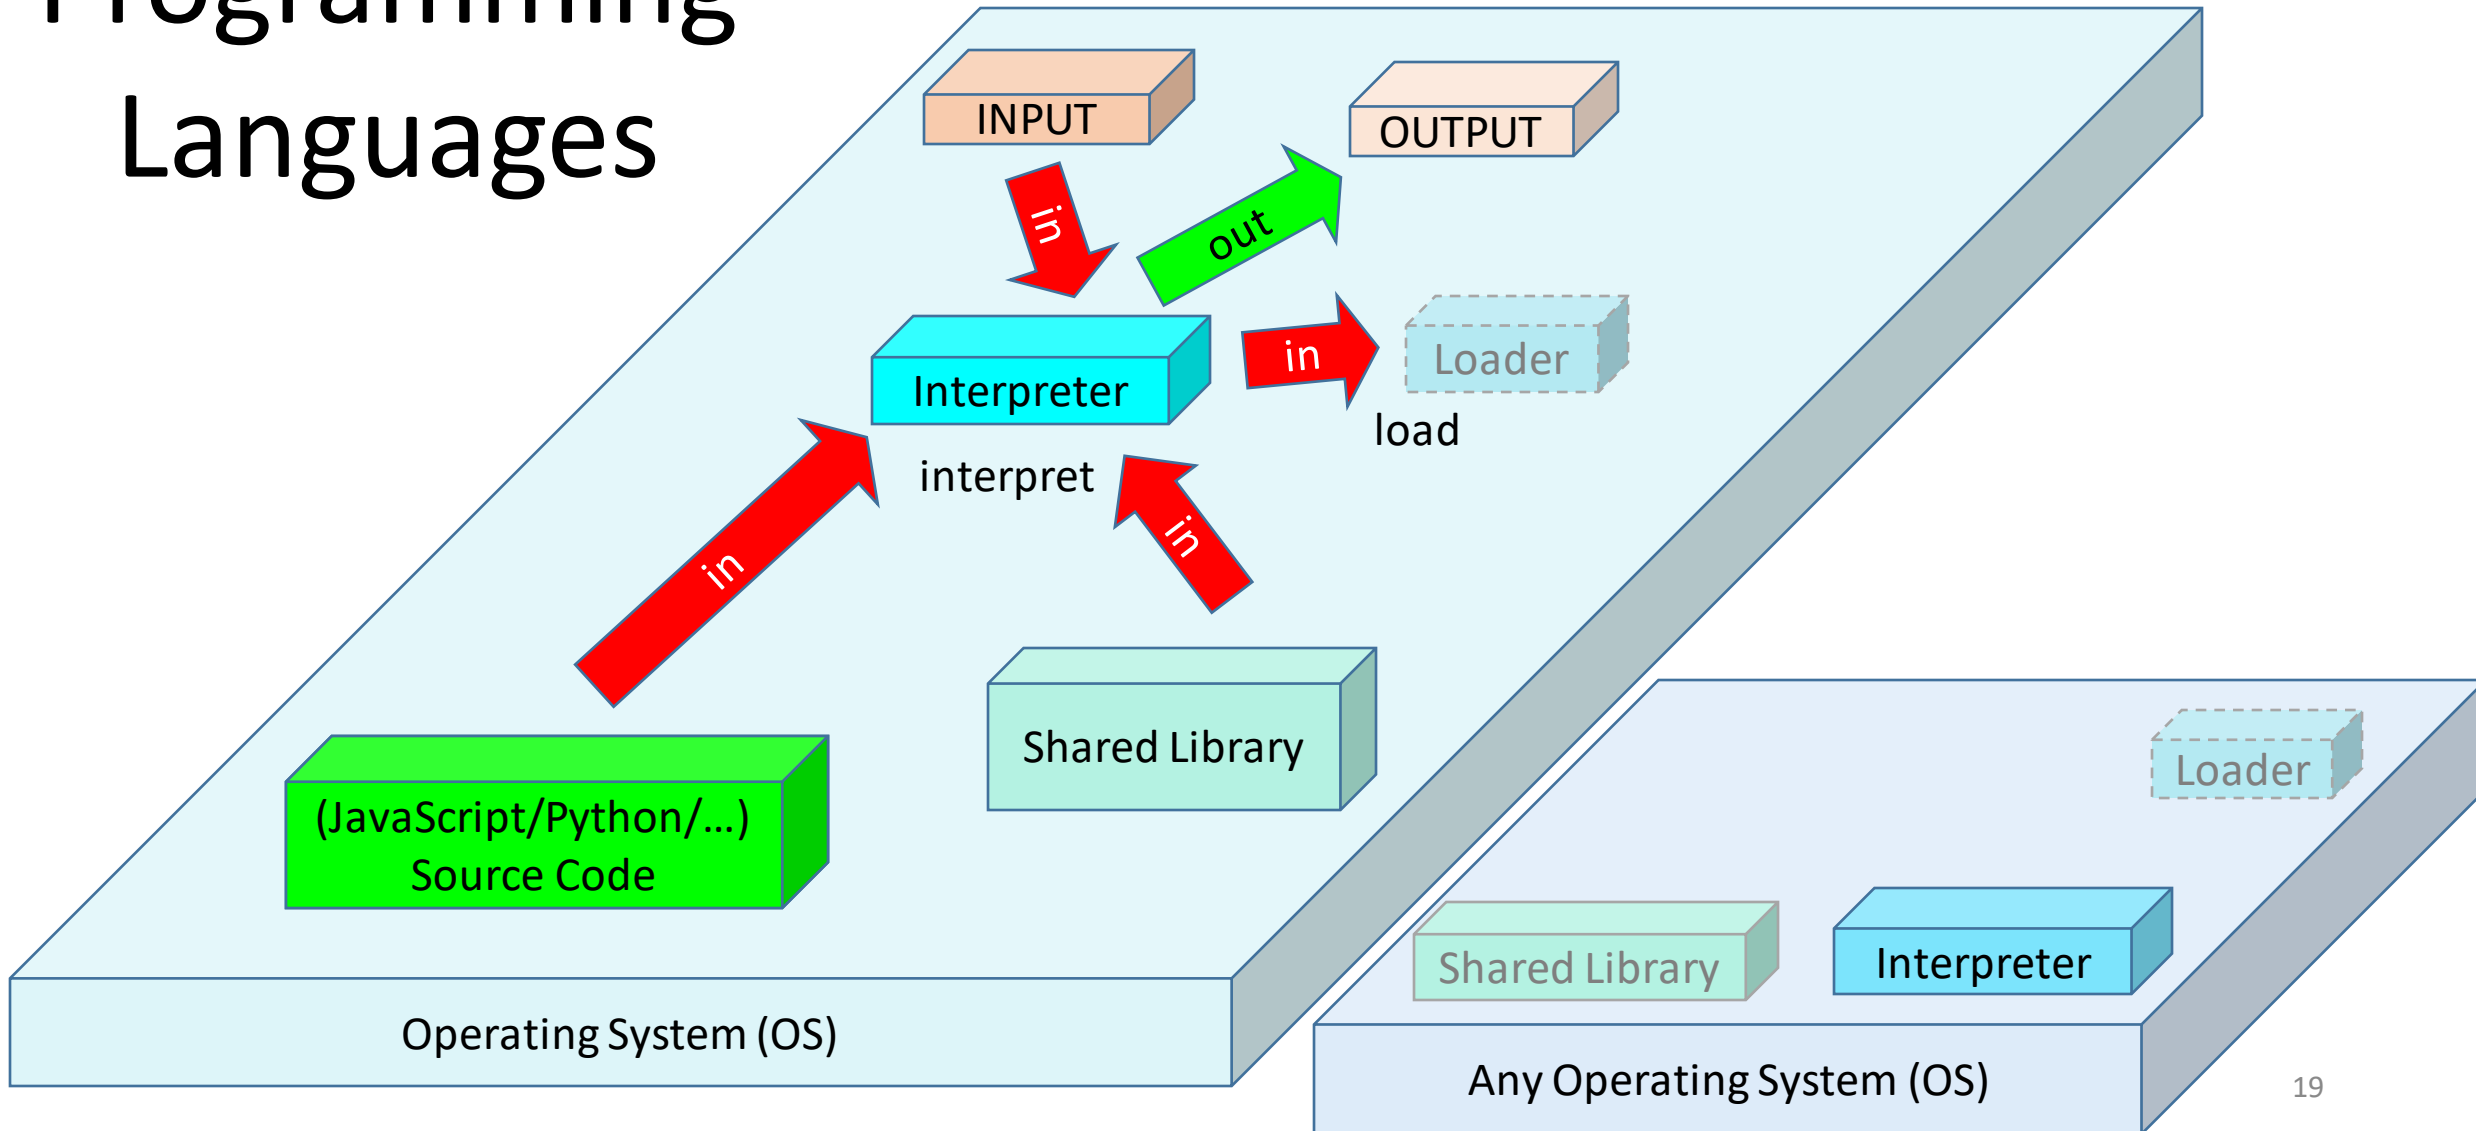 Programming
Languages
INPUT
OUTPUT
in
out
in
Loader
load
Interpreter
interpret
in
in
Shared Library
(JavaScript/Python/…)
Source Code
Operating System (OS)
Loader
Shared Library
Interpreter
Any Operating System (OS)
19